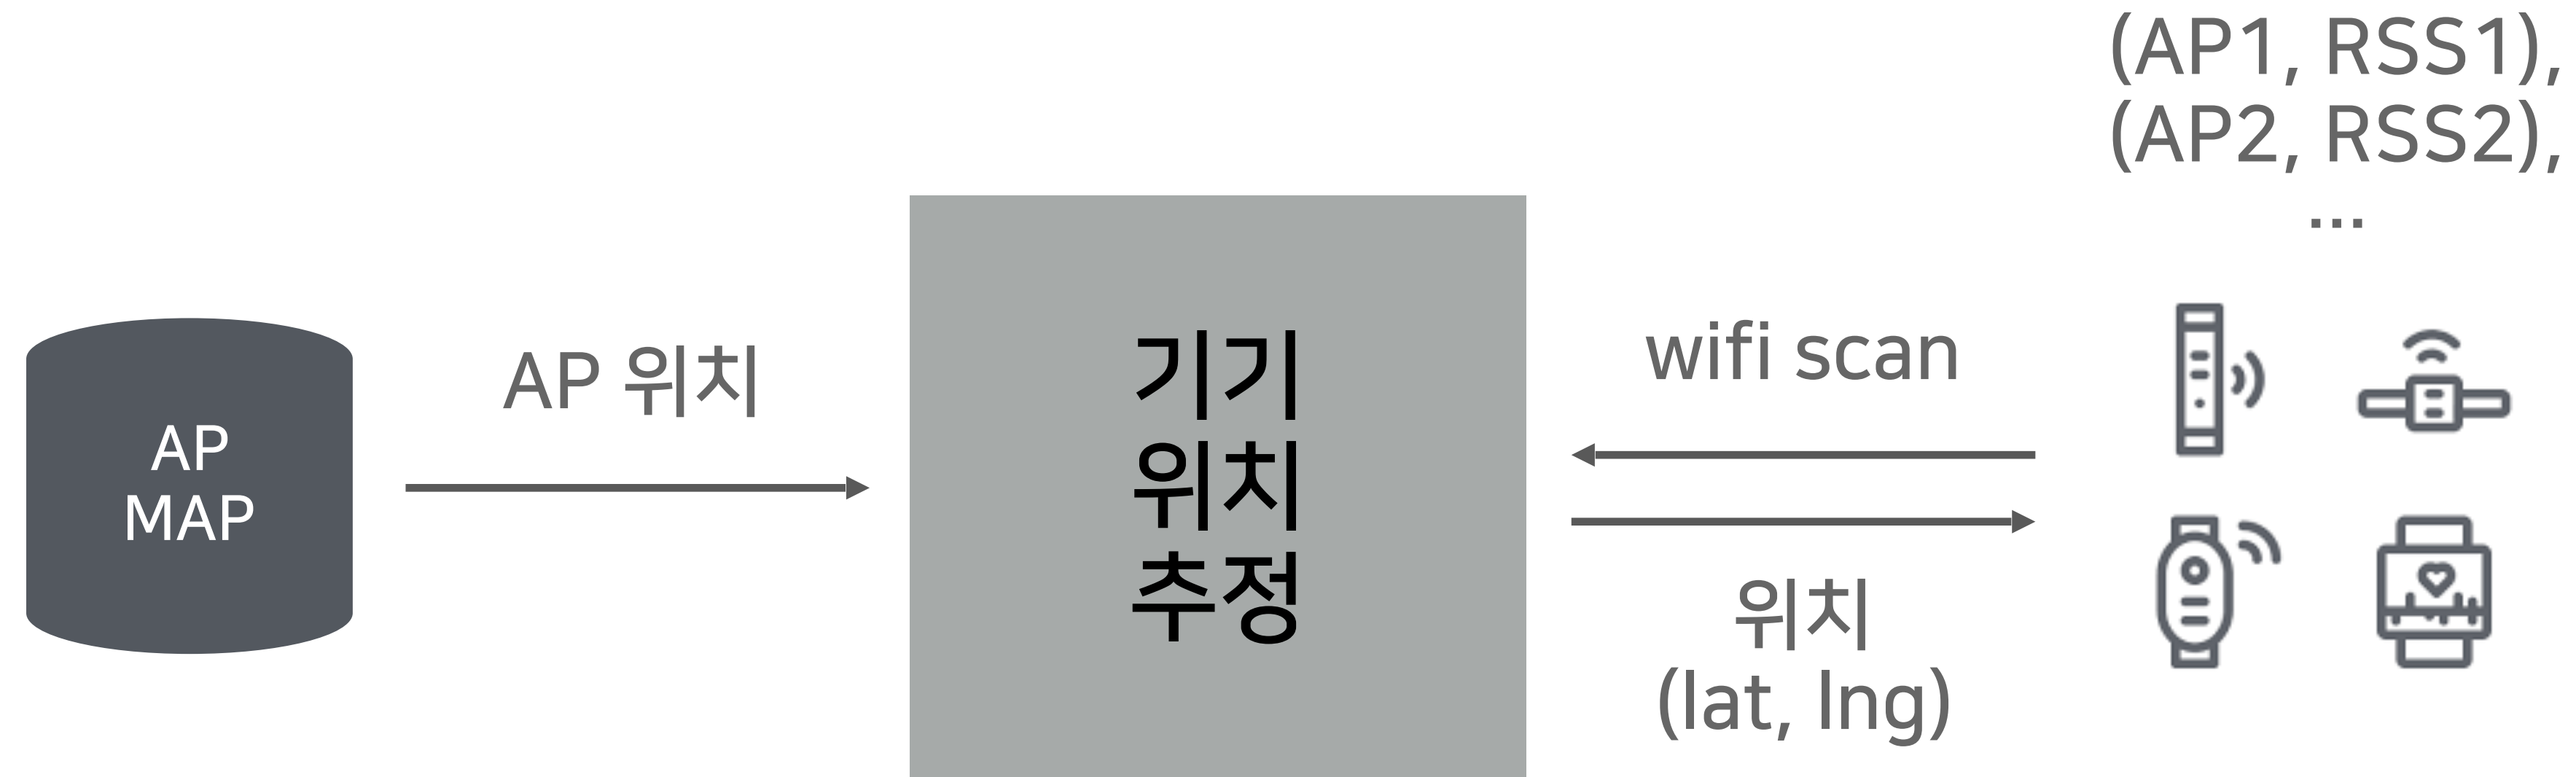 AP
MAP
AP 위치
기기
위치
추정
wifi scan
위치
(lat, lng)
(AP1, RSS1),
(AP2, RSS2),
...